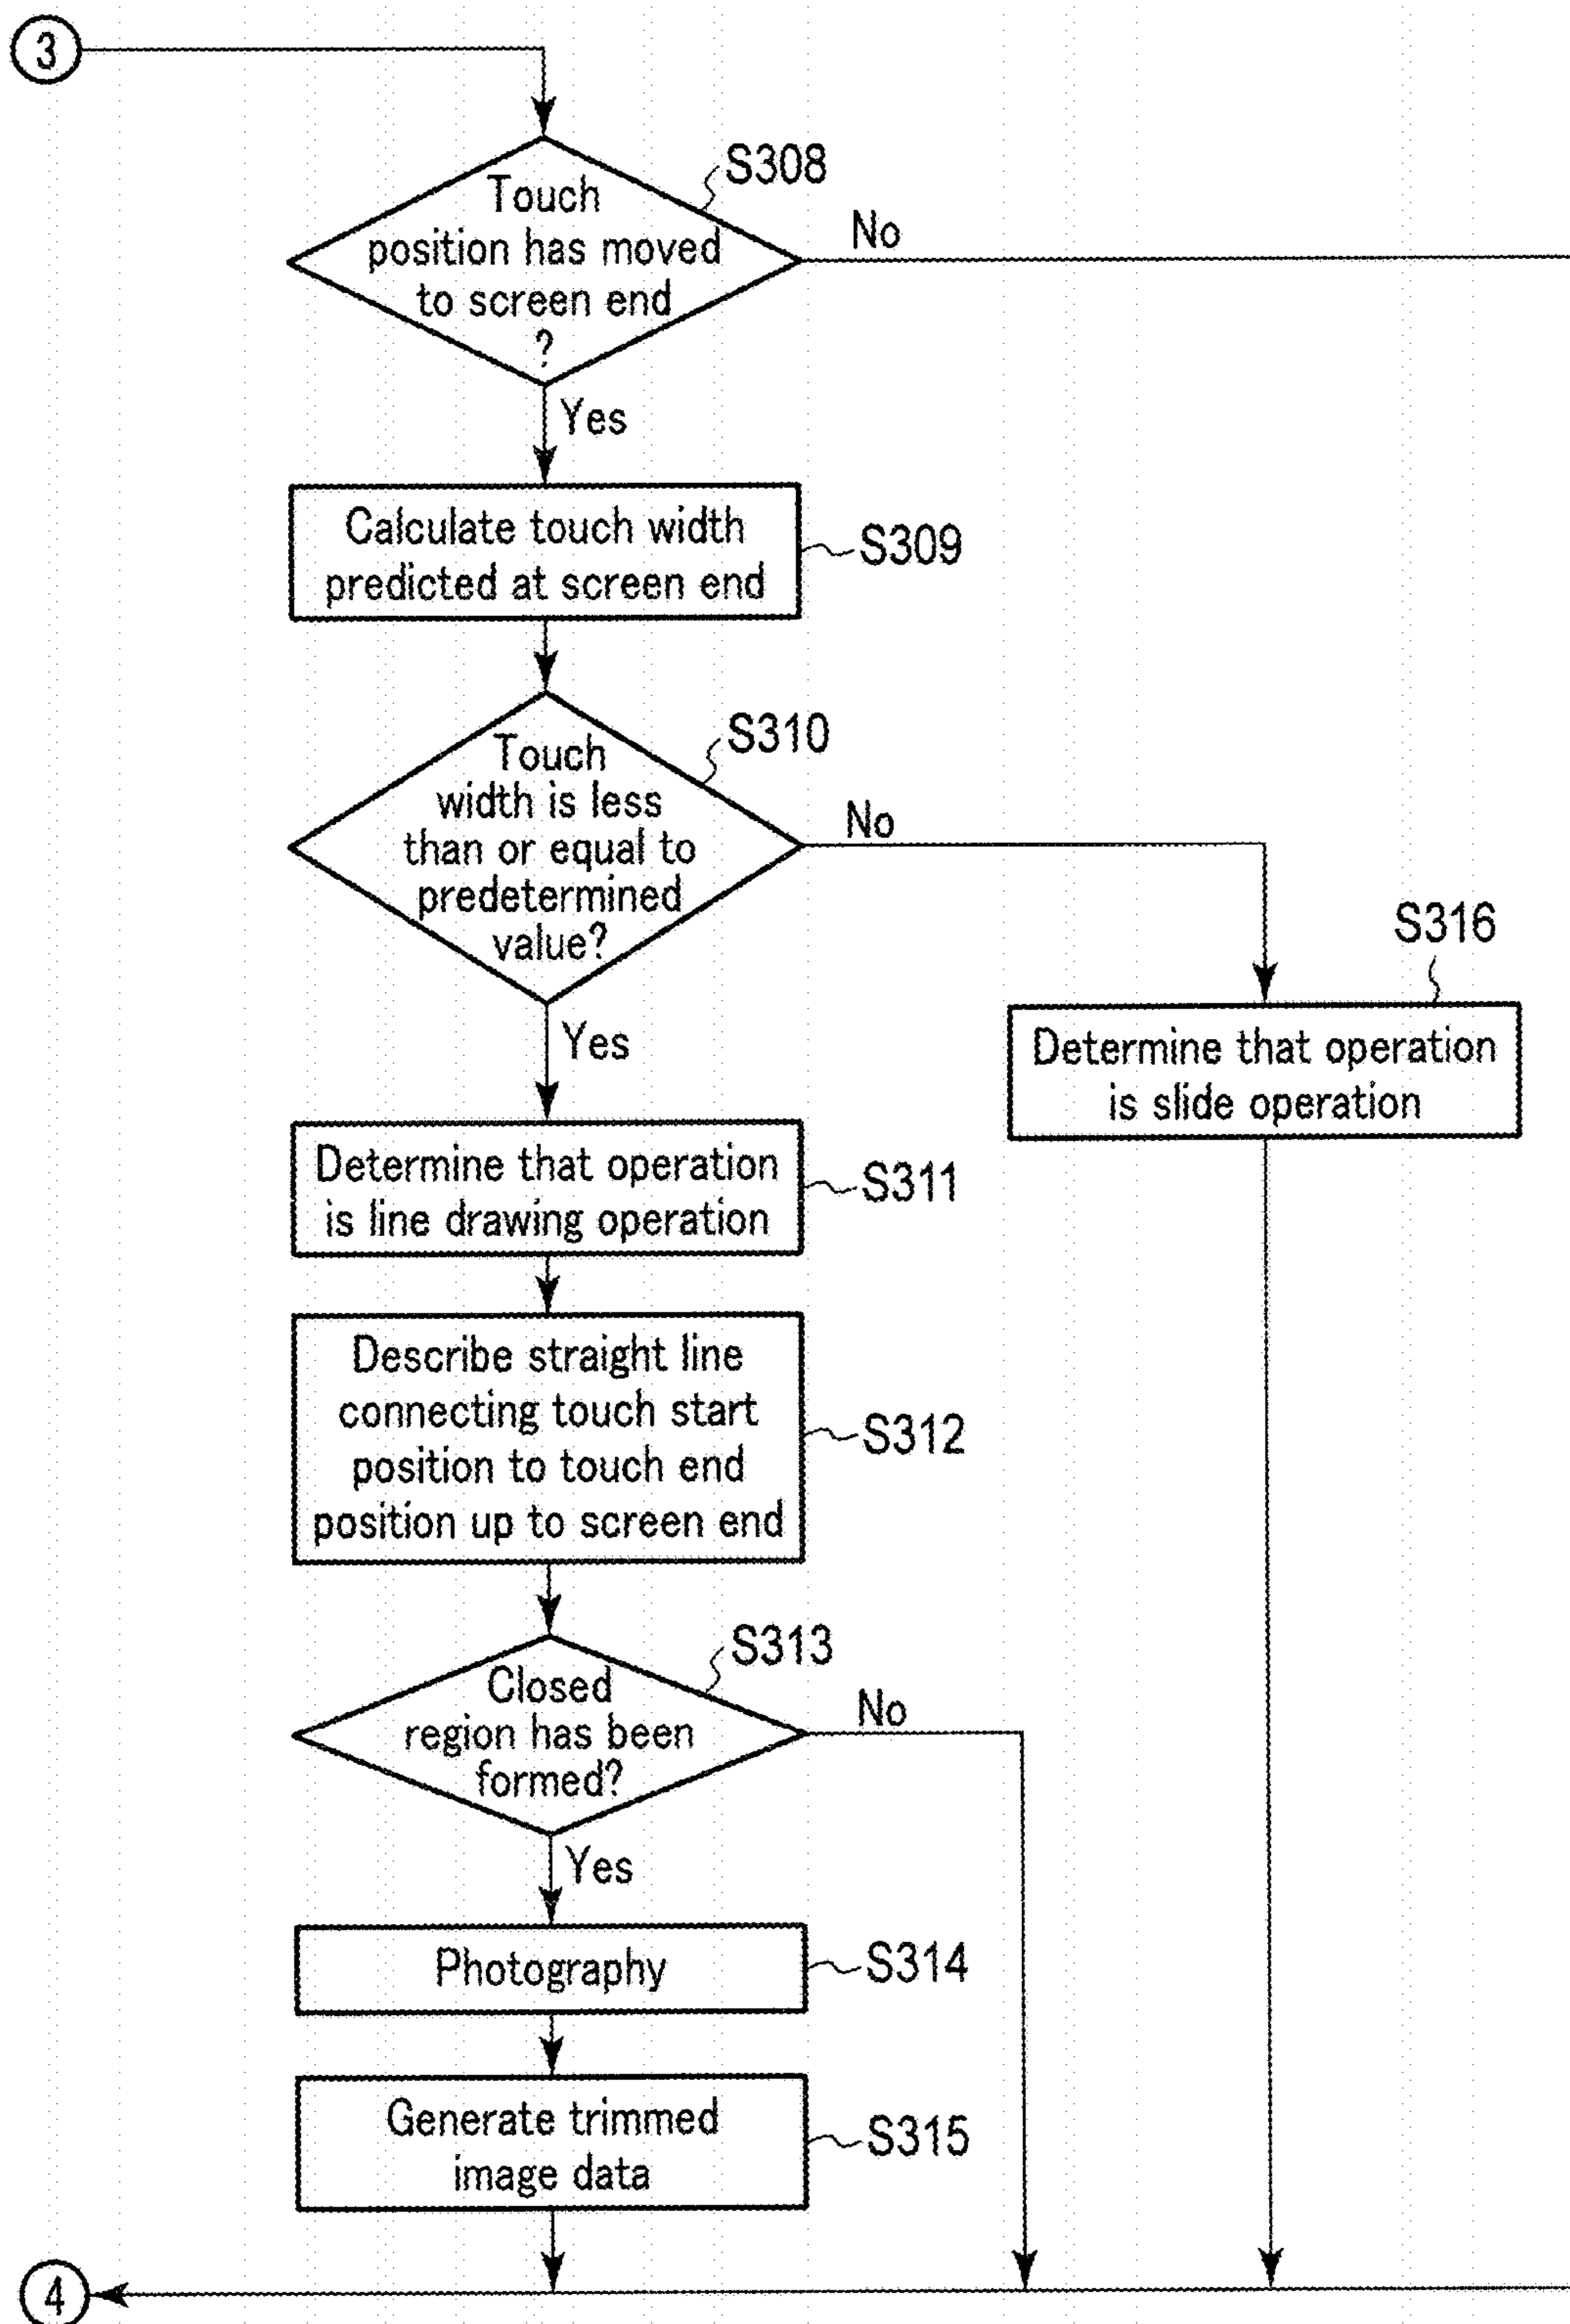 3
S308
Touch
position has moved
to screen end
?
No
Yes
Calculate touch width
predicted at screen end
S309
S310
Touch
width is less
than or equal to
predetermined
value?
No
Yes
S316
Determine that operation
is slide operation
Determine that operation
is line drawing operation
S311
Describe straight line
connecting touch start
position to touch end
position up to screen end
S312
S313
Closed
region has been
formed?
No
Yes
Photography
S314
Generate trimmed
image data
S315
4